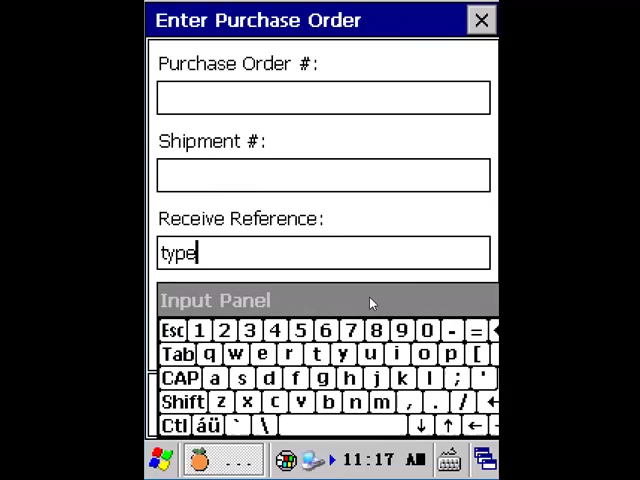 Enter Purchase Order
Purchase Order #:
Shipment #:
Receive Reference:
type
Input Panel
Esc 1 2 3 4 5 6 7 8 9 0 - =
Tab q w e r t y u i o p [
CAP a s d f g h j k l ; '
Shift z x c v b n m , . / ←
Ctl áü ` \ ↓ ↑ ←
... 11:17 AM